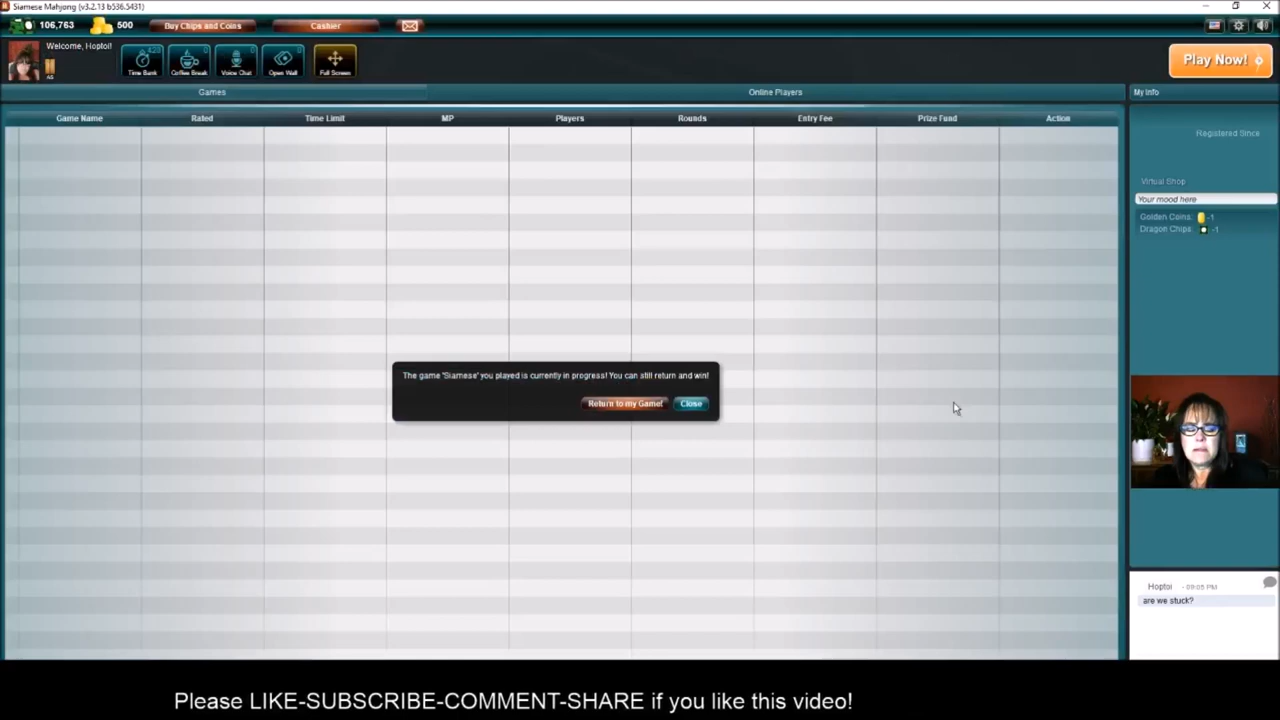 Siamese Mahjong (v3.2.13 b536.5431)
106,763 500 Buy Chips and Coins Cashier
Welcome, Hoptoi!
Time Bank Coffee Break Voice Chat Open Wall Full Screen
Play Now!
Games Online Players My Info
Game Name Rated Time Limit MP Players Rounds Entry Fee Prize Fund Action
Registered Since
Virtual Shop
Your mood here
Golden Coins: -1
Dragon Chips: -1
The game 'Siamese' you played is currently in progress! You can still return and win!
Return to my Game! Close
Hoptoi - 09:05 PM
are we stuck?
Please LIKE-SUBSCRIBE-COMMENT-SHARE if you like this video!